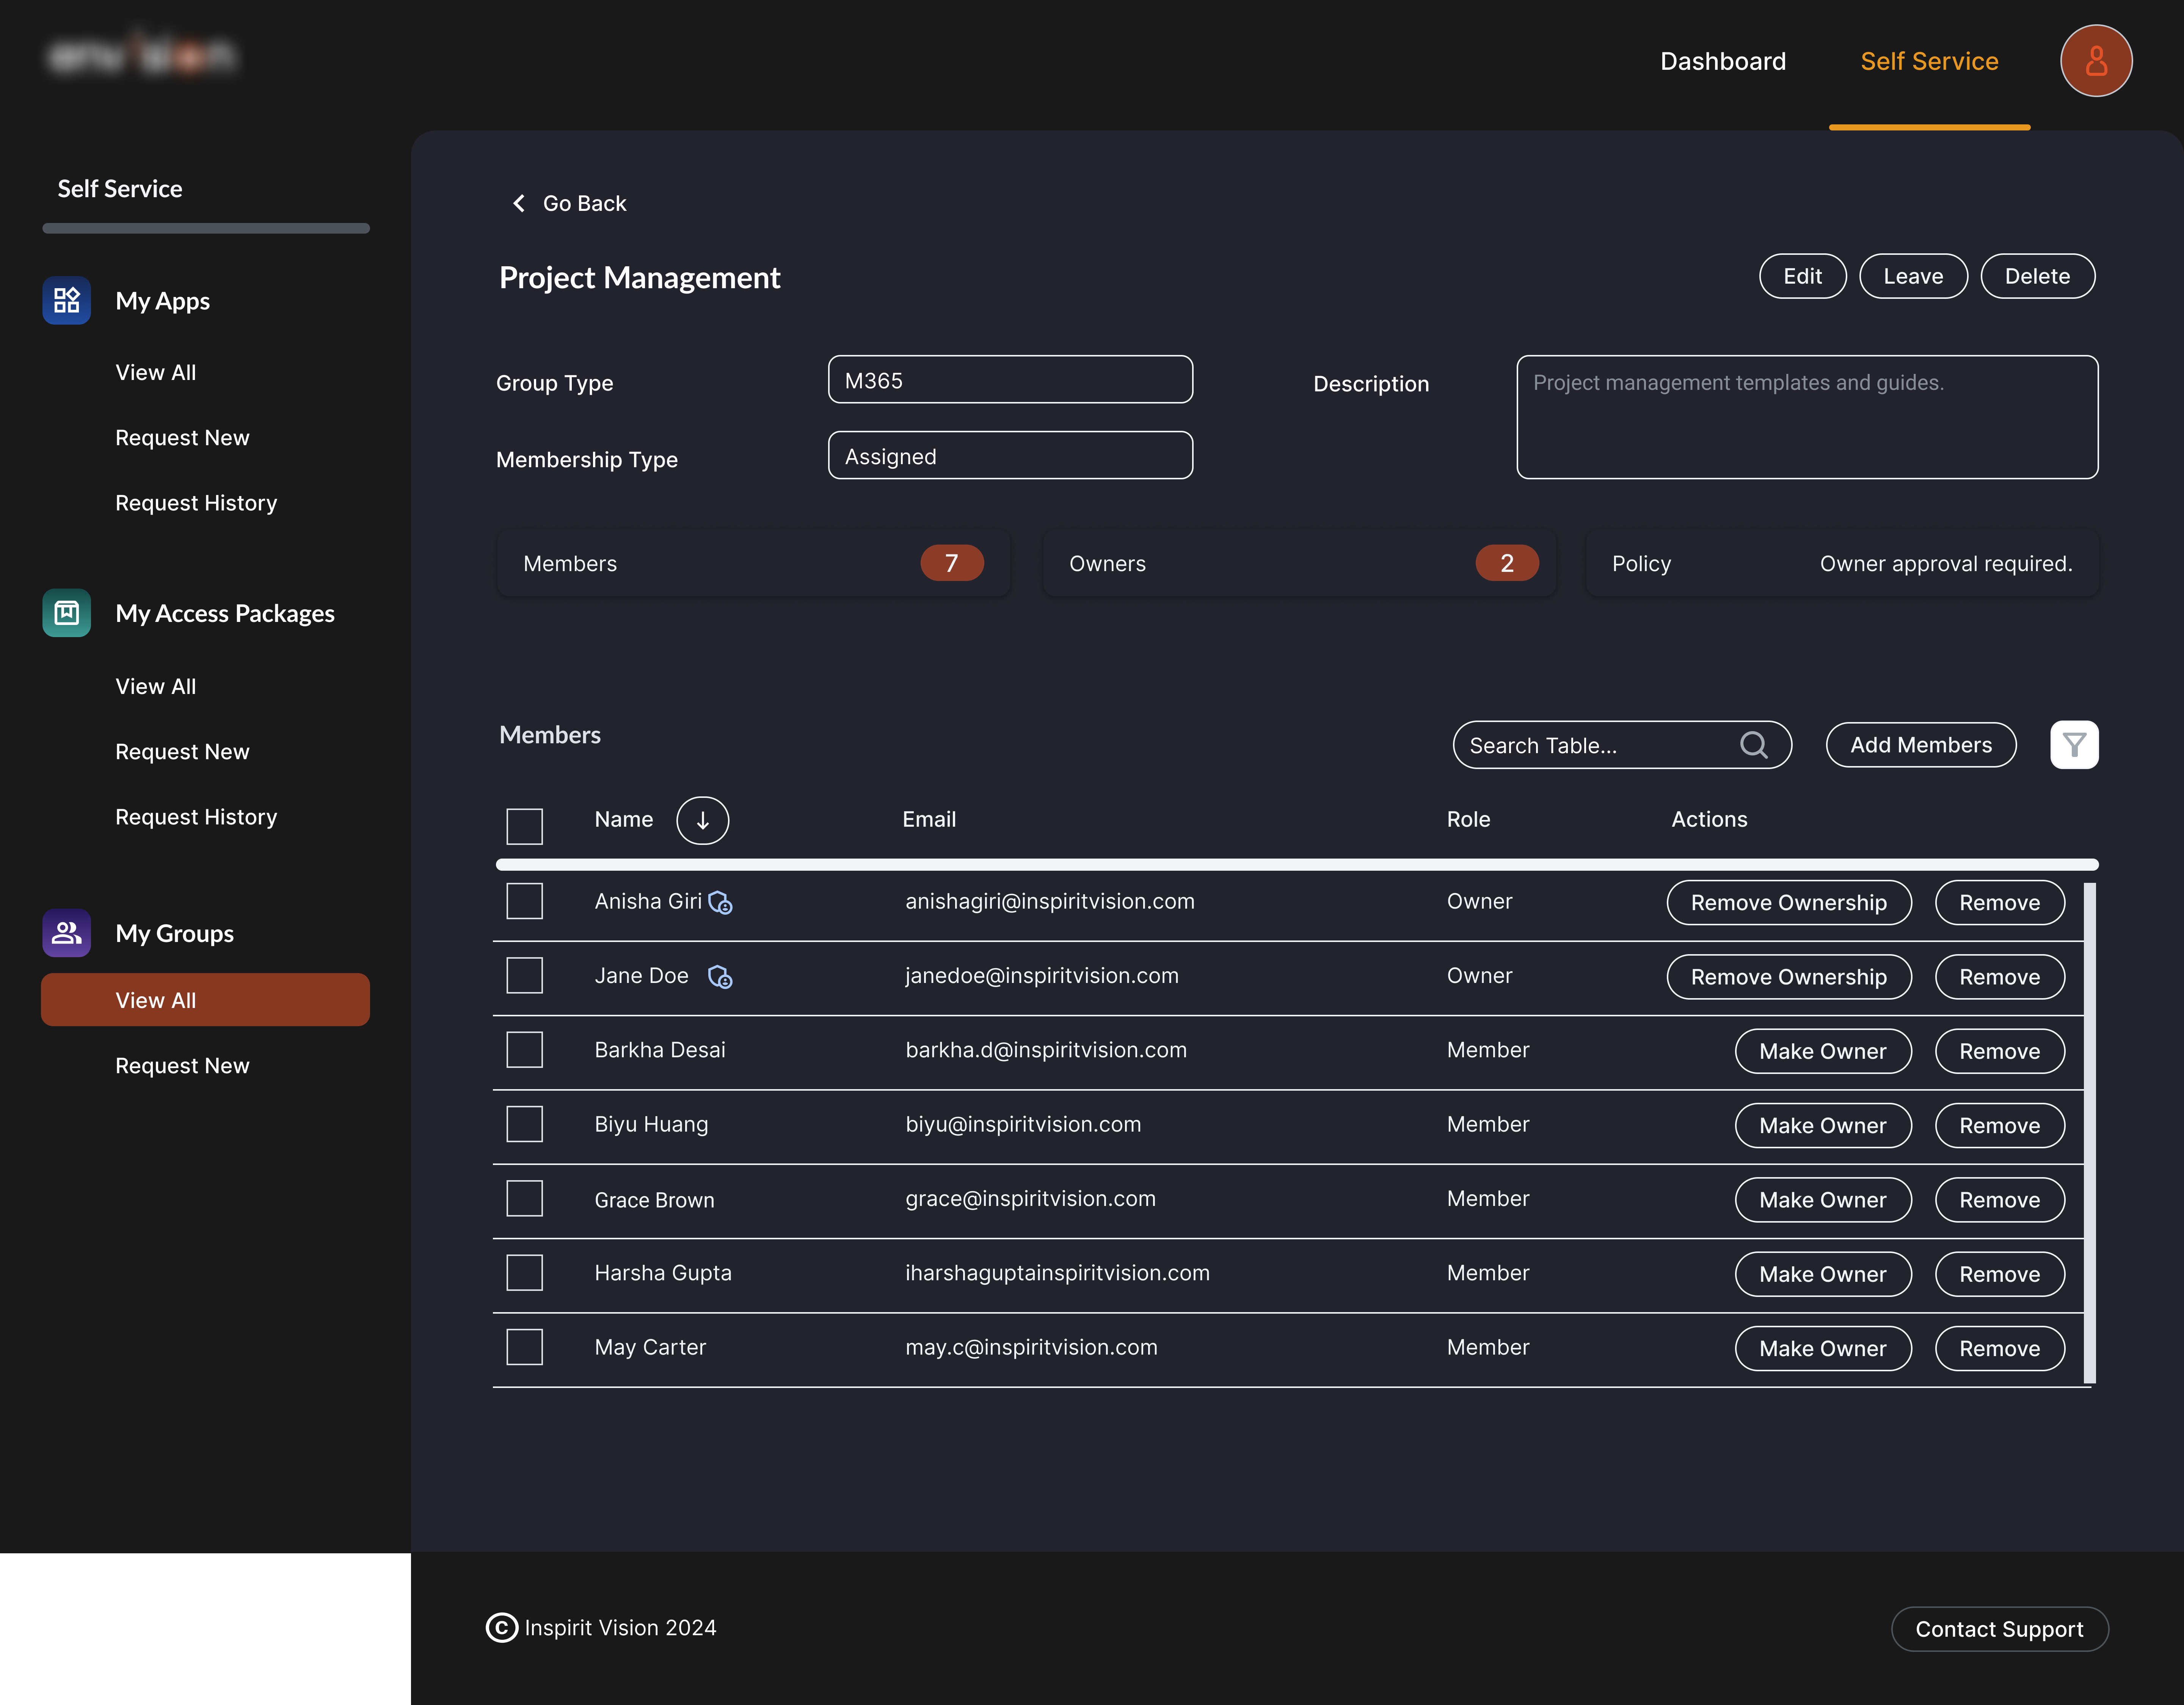 Dashboard
Self Service
Self Service
My Apps
View All
Request New
Request History
My Access Packages
View All
Request New
Request History
My Groups
View All
Request New
Go Back
Project Management
Edit
Leave
Delete
Group Type
M365
Membership Type
Assigned
Description
Project management templates and guides.
Members 7
Owners 2
Policy Owner approval required.
Members
Search Table...
Add Members
Name Email Role Actions
Anisha Giri anishagiri@inspiritvision.com Owner Remove Ownership Remove
Jane Doe janedoe@inspiritvision.com Owner Remove Ownership Remove
Barkha Desai barkha.d@inspiritvision.com Member Make Owner Remove
Biyu Huang biyu@inspiritvision.com Member Make Owner Remove
Grace Brown grace@inspiritvision.com Member Make Owner Remove
Harsha Gupta iharshaguptainspiritvision.com Member Make Owner Remove
May Carter may.c@inspiritvision.com Member Make Owner Remove
© Inspirit Vision 2024
Contact Support